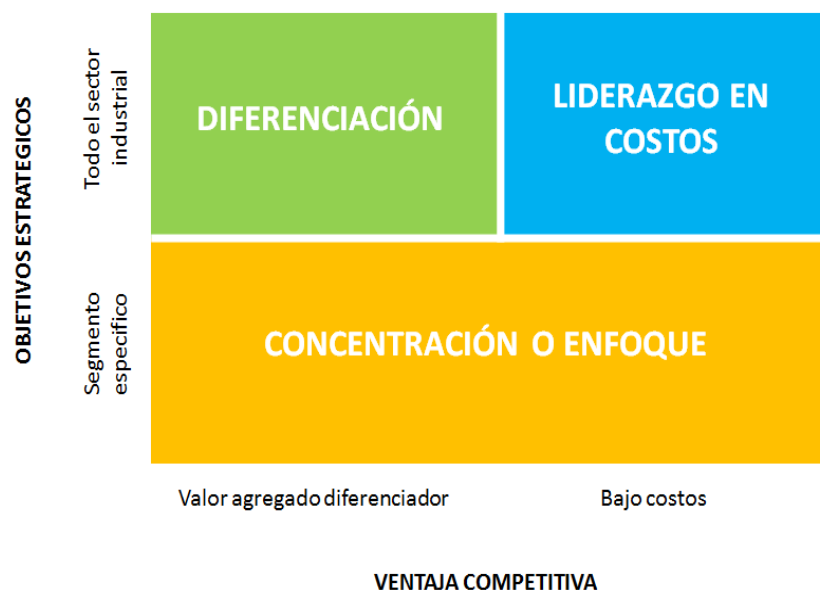 OBJETIVOS ESTRATEGICOS
Todo el sector
industrial
DIFERENCIACIÓN
LIDERAZGO EN
COSTOS
Segmento
especifico
CONCENTRACIÓN O ENFOQUE
Valor agregado diferenciador
Bajo costos
VENTAJA COMPETITIVA